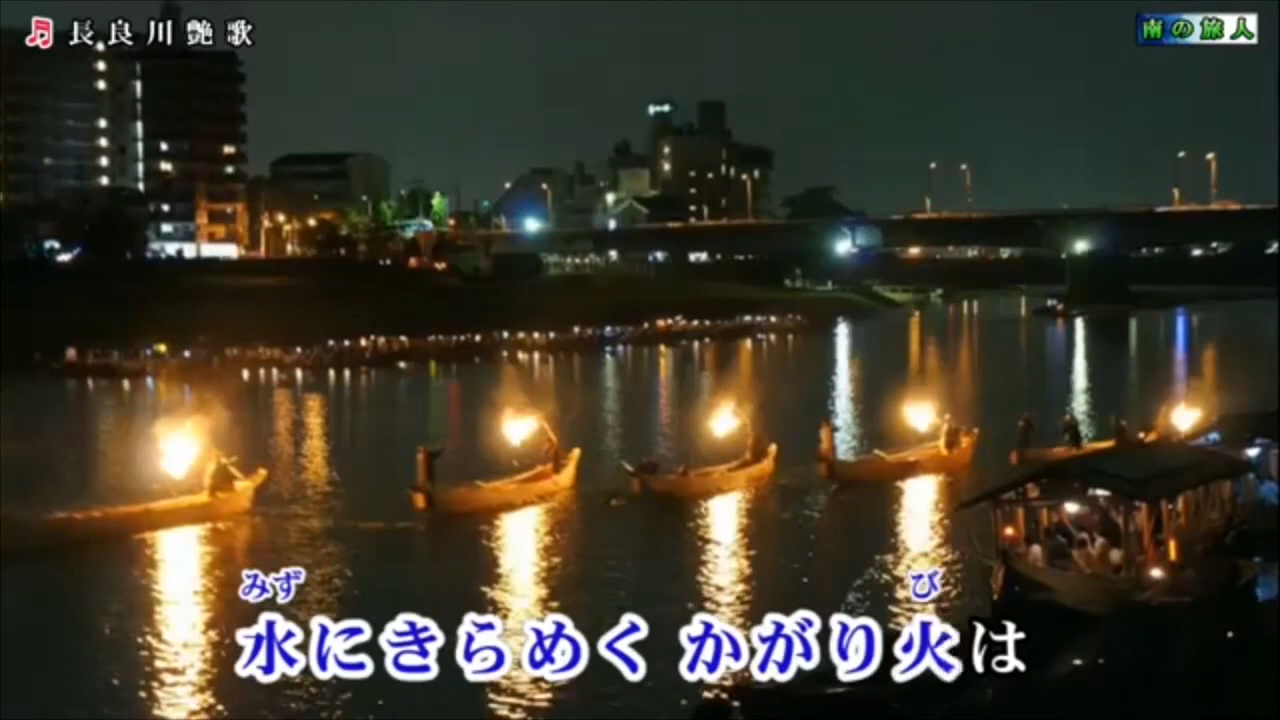 長良川艶歌
南の旅人
みず び
水にきらめく かがり火は